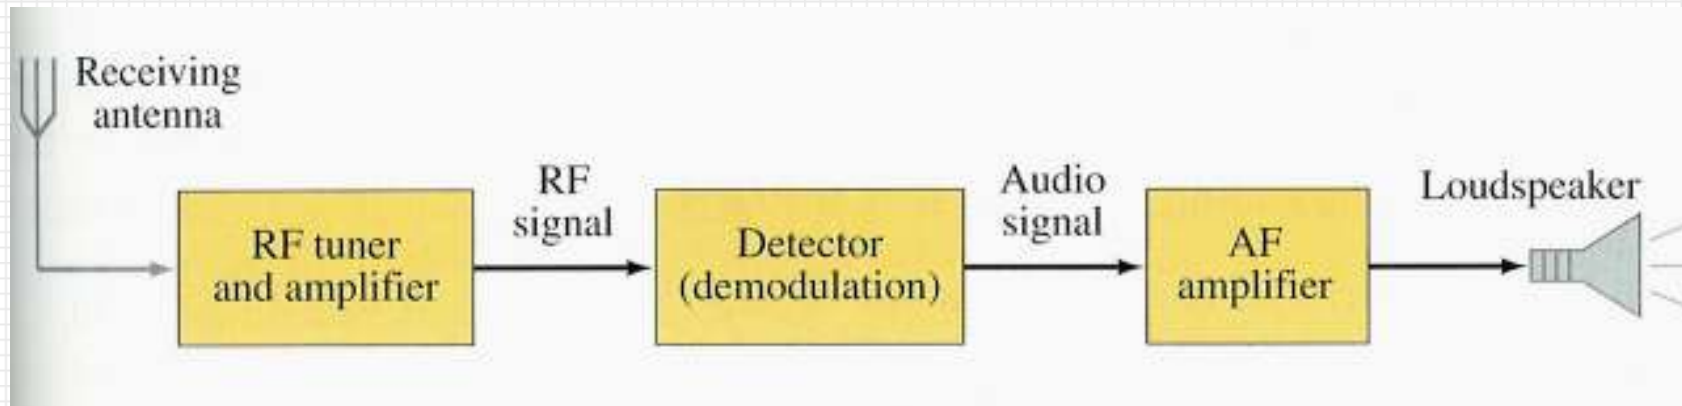 Receiving
antenna
RF tuner
and amplifier
RF
signal
Detector
(demodulation)
Audio
signal
AF
amplifier
Loudspeaker